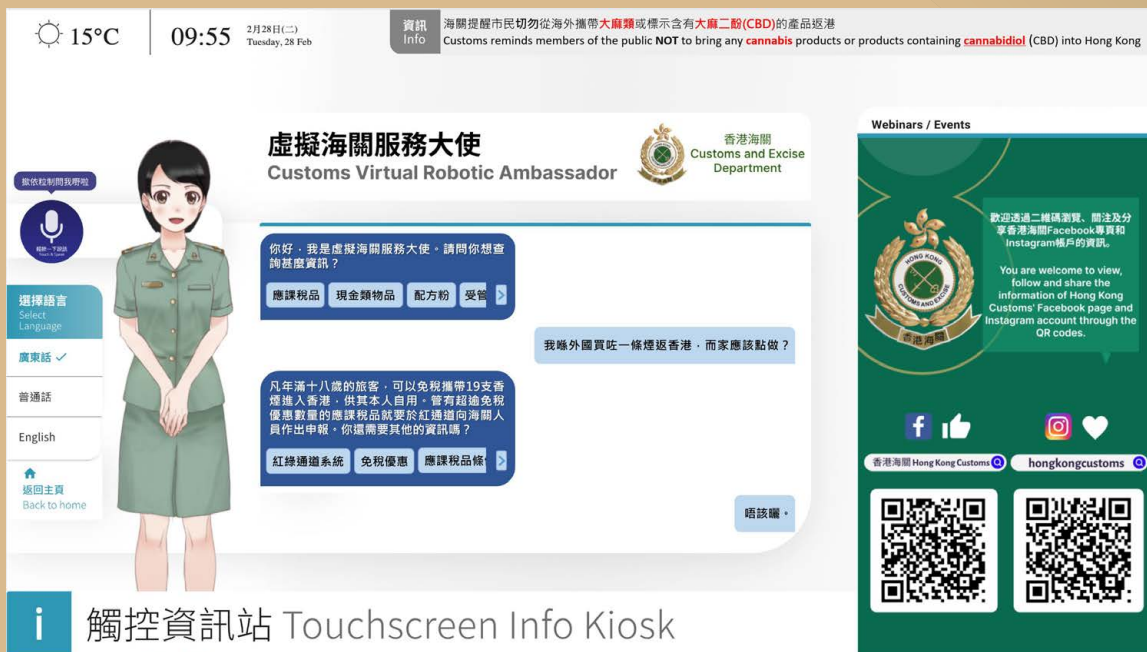 15°C
09:55
2月28日(二)
Tuesday, 28 Feb
資訊
Info
海關提醒市民切勿從海外攜帶大麻類或標示含有大麻二酚(CBD)的產品返港
Customs reminds members of the public NOT to bring any cannabis products or products containing cannabidiol (CBD) into Hong Kong
虛擬海關服務大使
Customs Virtual Robotic Ambassador
香港海關
Customs and Excise
Department
撳依粒制問我嘢啦
選擇語言
Select
Language
廣東話 ✓
普通話
English
返回主頁
Back to home
你好,我是虛擬海關服務大使。請問你想查
詢甚麼資訊?
應課稅品
現金類物品
配方粉
受管
我喺外國買咗一條煙返香港,而家應該點做?
凡年滿十八歲的旅客,可以免稅攜帶19支香
煙進入香港,供其本人自用。管有超逾免稅
優惠數量的應課稅品就要於紅通道向海關人
員作出申報。你還需要其他的資訊嗎?
紅綠通道系統
免稅優惠
應課稅品條
唔該曬。
Webinars / Events
HONG KONG
CUSTOMS AND EXCISE
香港海關
歡迎透過二維碼瀏覽、關注及分
享香港海關Facebook專頁和
Instagram帳戶的資訊。
You are welcome to view,
follow and share the
information of Hong Kong
Customs' Facebook page and
Instagram account through the
QR codes.
香港海關 Hong Kong Customs
hongkongcustoms
i
觸控資訊站 Touchscreen Info Kiosk